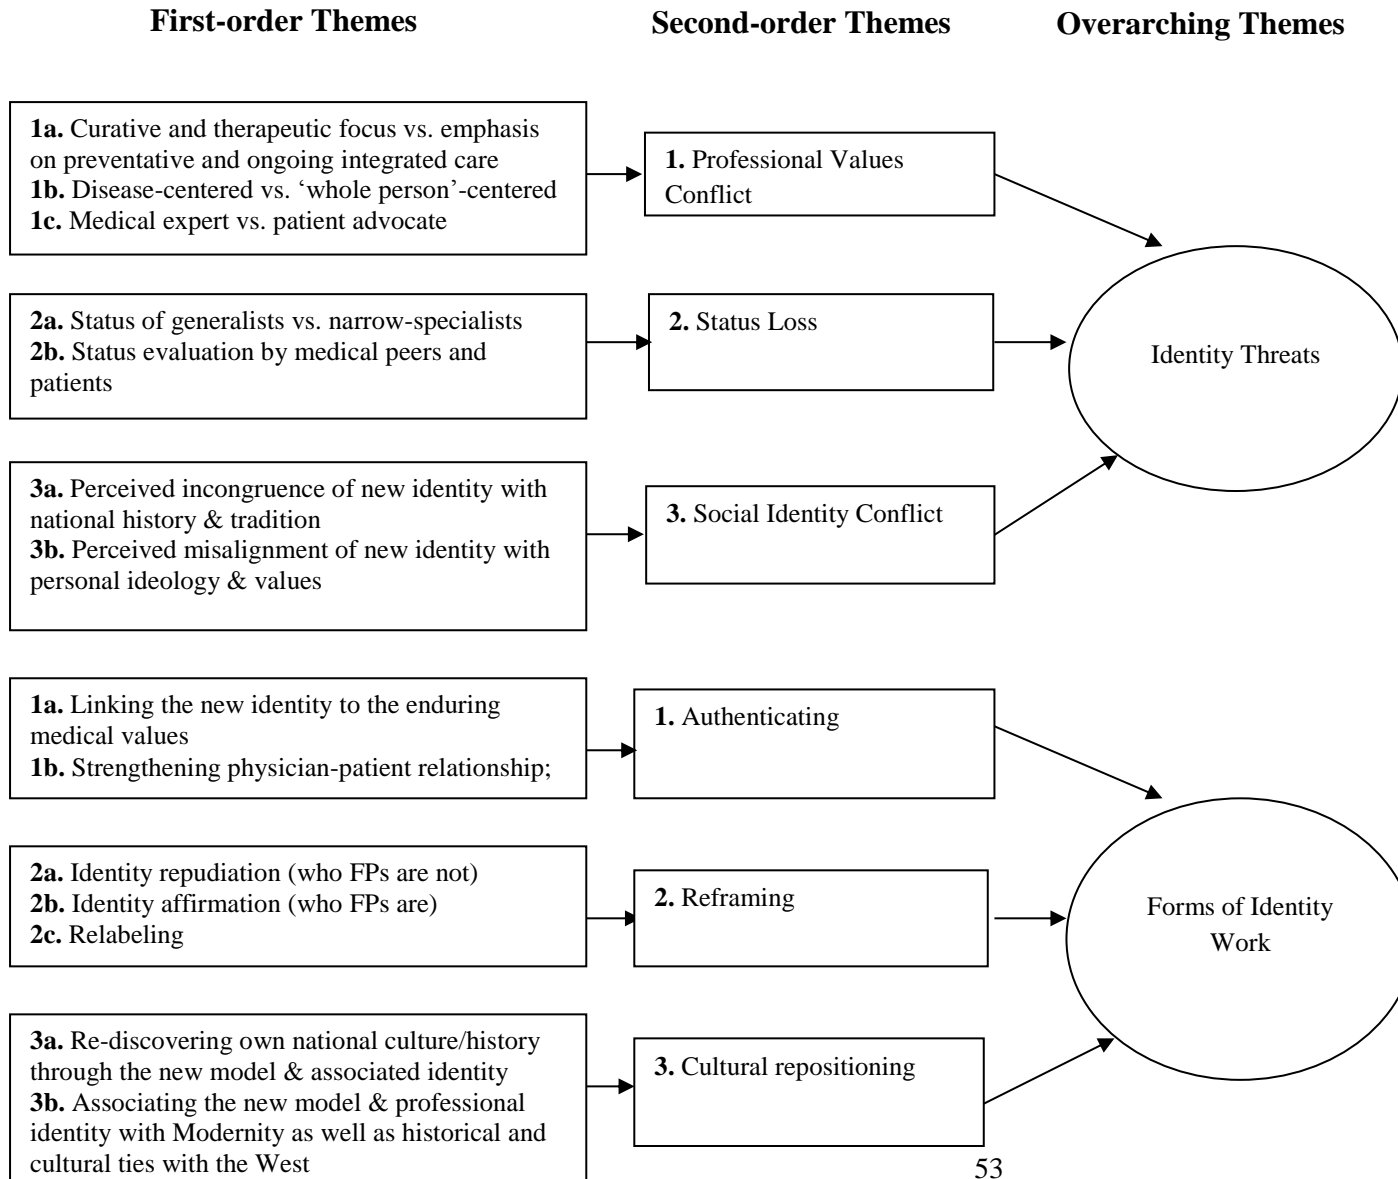 First-order Themes
Second-order Themes
Overarching Themes
1a. Curative and therapeutic focus vs. emphasis
on preventative and ongoing integrated care
1b. Disease-centered vs. ‘whole person’-centered
1c. Medical expert vs. patient advocate
1. Professional Values
Conflict
2a. Status of generalists vs. narrow-specialists
2b. Status evaluation by medical peers and
patients
2. Status Loss
Identity Threats
3a. Perceived incongruence of new identity with
national history & tradition
3b. Perceived misalignment of new identity with
personal ideology & values
3. Social Identity Conflict
1a. Linking the new identity to the enduring
medical values
1b. Strengthening physician-patient relationship;
1. Authenticating
2a. Identity repudiation (who FPs are not)
2b. Identity affirmation (who FPs are)
2c. Relabeling
2. Reframing
Forms of Identity
Work
3a. Re-discovering own national culture/history
through the new model & associated identity
3b. Associating the new model & professional
identity with Modernity as well as historical and
cultural ties with the West
3. Cultural repositioning
53